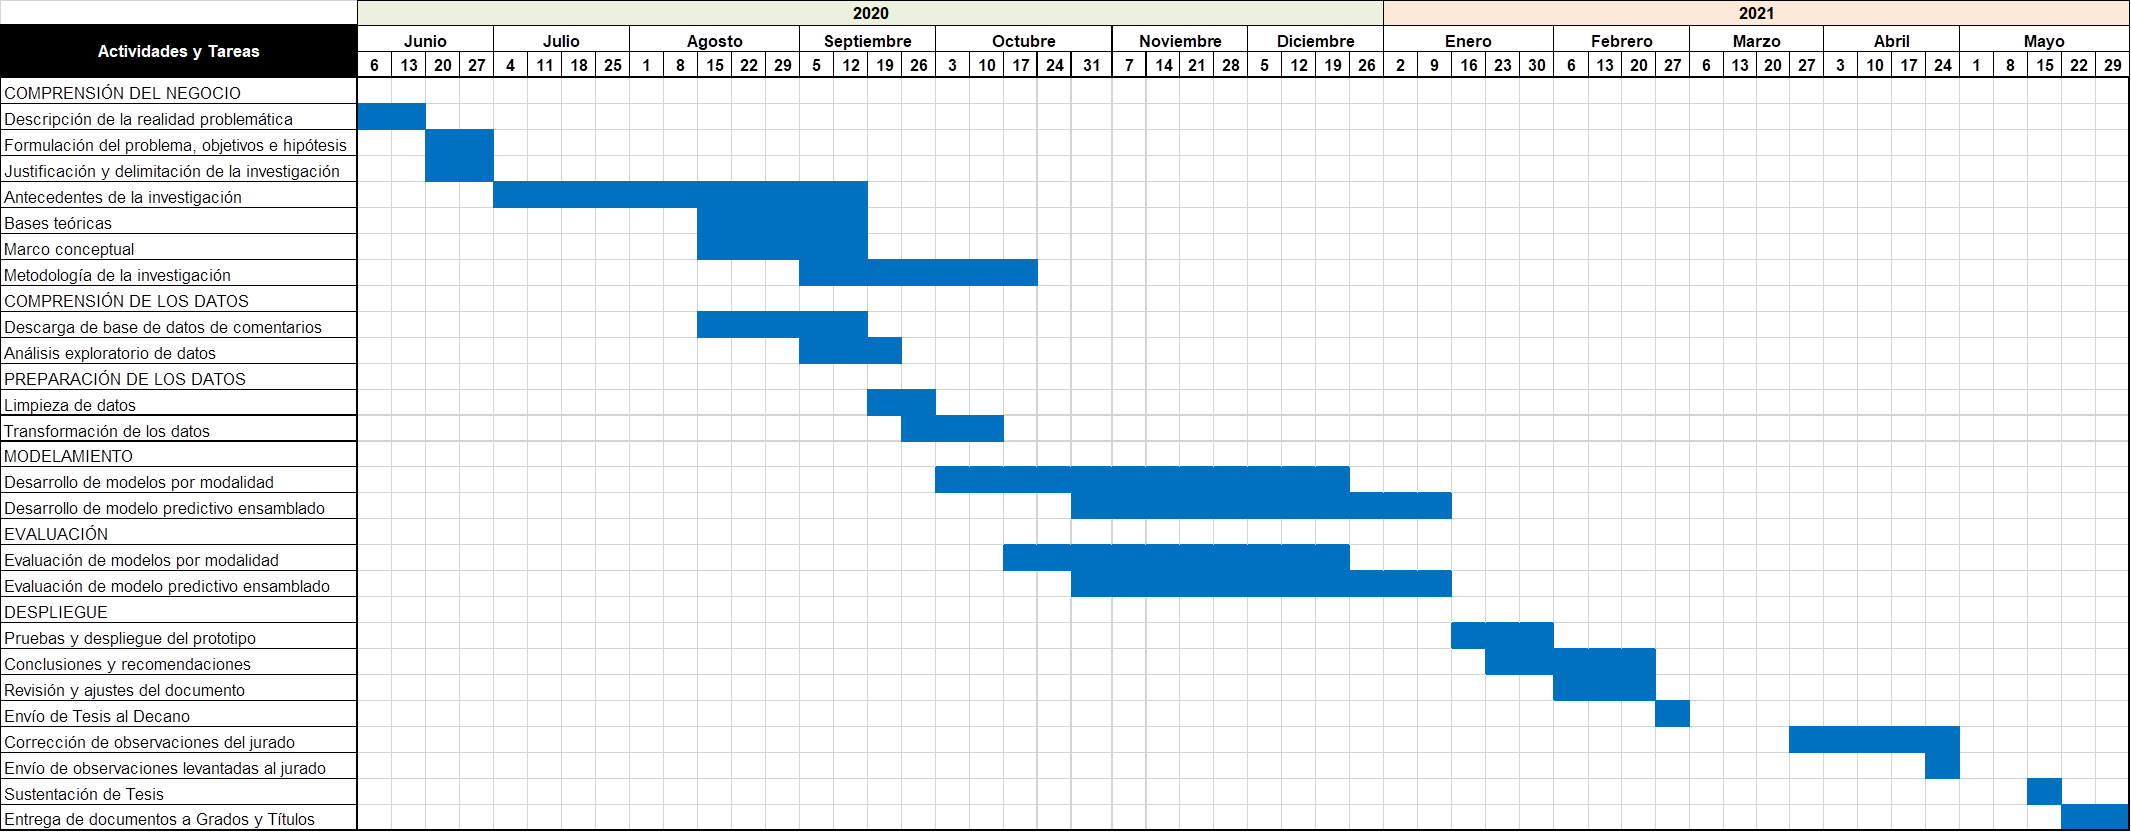 2020 2021
Actividades y Tareas
Junio Julio Agosto Septiembre Octubre Noviembre Diciembre Enero Febrero Marzo Abril Mayo
6 13 20 27 4 11 18 25 1 8 15 22 29 5 12 19 26 3 10 17 24 31 7 14 21 28 5 12 19 26 2 9 16 23 30 6 13 20 27 6 13 20 27 3 10 17 24 1 8 15 22 29
COMPRENSIÓN DEL NEGOCIO
Descripción de la realidad problemática
Formulación del problema, objetivos e hipótesis
Justificación y delimitación de la investigación
Antecedentes de la investigación
Bases teóricas
Marco conceptual
Metodología de la investigación
COMPRENSIÓN DE LOS DATOS
Descarga de base de datos de comentarios
Análisis exploratorio de datos
PREPARACIÓN DE LOS DATOS
Limpieza de datos
Transformación de los datos
MODELAMIENTO
Desarrollo de modelos por modalidad
Desarrollo de modelo predictivo ensamblado
EVALUACIÓN
Evaluación de modelos por modalidad
Evaluación de modelo predictivo ensamblado
DESPLIEGUE
Pruebas y despliegue del prototipo
Conclusiones y recomendaciones
Revisión y ajustes del documento
Envío de Tesis al Decano
Corrección de observaciones del jurado
Envío de observaciones levantadas al jurado
Sustentación de Tesis
Entrega de documentos a Grados y Títulos